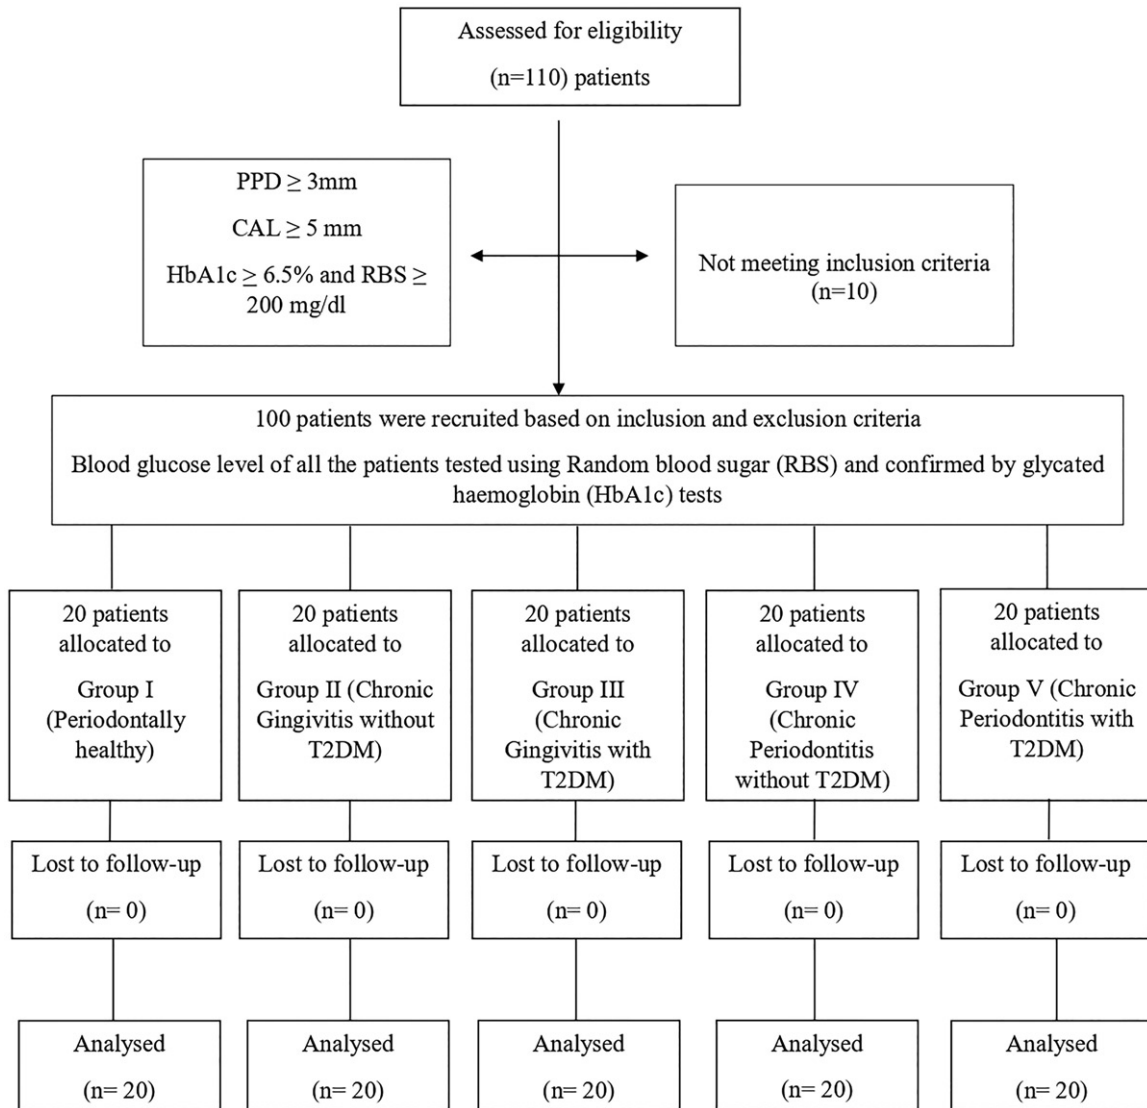 Assessed for eligibility
(n=110) patients
PPD ≥ 3mm
CAL ≥ 5 mm
HbA1c ≥ 6.5% and RBS ≥
200 mg/dl
Not meeting inclusion criteria
(n=10)
100 patients were recruited based on inclusion and exclusion criteria
Blood glucose level of all the patients tested using Random blood sugar (RBS) and confirmed by glycated
haemoglobin (HbA1c) tests
20 patients
allocated to
Group I
(Periodontally
healthy)
20 patients
allocated to
Group II (Chronic
Gingivitis without
T2DM)
20 patients
allocated to
Group III
(Chronic
Gingivitis with
T2DM)
20 patients
allocated to
Group IV
(Chronic
Periodontitis
without T2DM)
20 patients
allocated to
Group V (Chronic
Periodontitis with
T2DM)
Lost to follow-up
(n= 0)
Lost to follow-up
(n= 0)
Lost to follow-up
(n= 0)
Lost to follow-up
(n= 0)
Lost to follow-up
(n= 0)
Analysed
(n= 20)
Analysed
(n= 20)
Analysed
(n= 20)
Analysed
(n= 20)
Analysed
(n= 20)